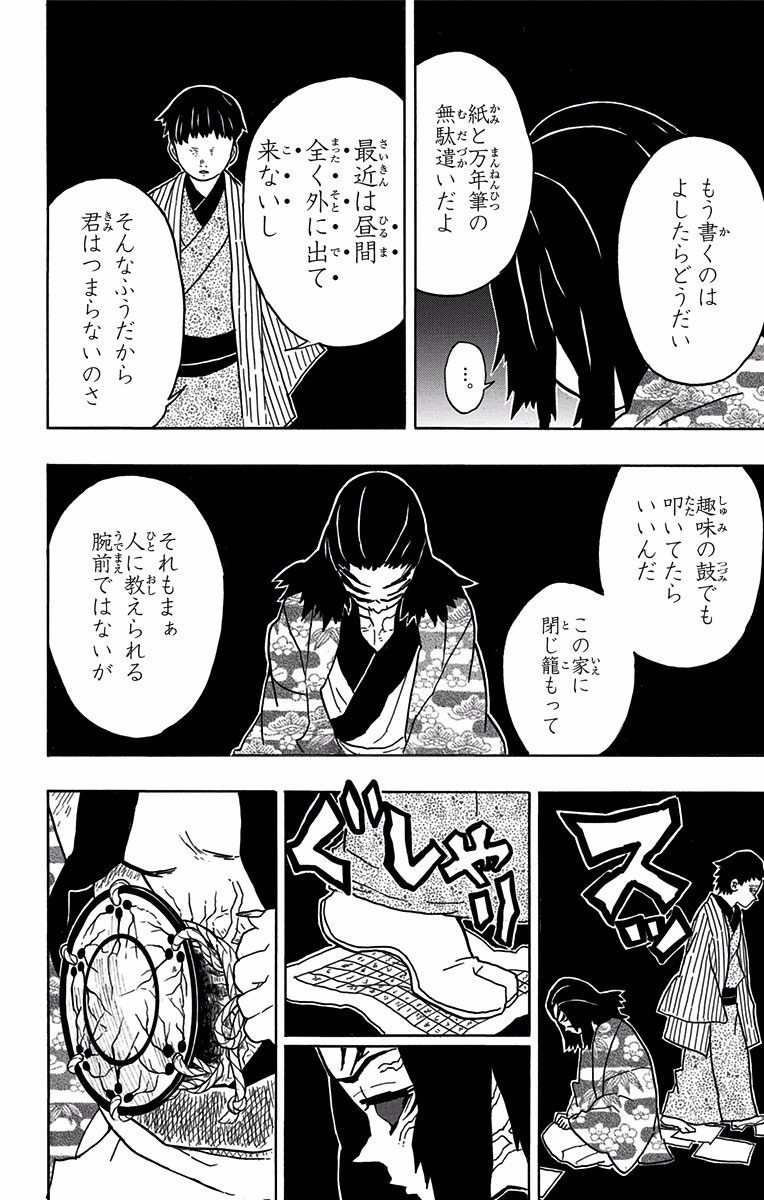 もう書くのは
よしたらどうだい
紙と万年筆の
無駄遣いだよ
…。
最近は昼間
全く外に出て
来ないし
そんなふうだから
君はつまらないのさ
趣味の鼓でも
叩いてたら
いいんだ
この家に
閉じ籠もって
それもまぁ
人に教えられる
腕前ではないが
スッ
ぐしゃり